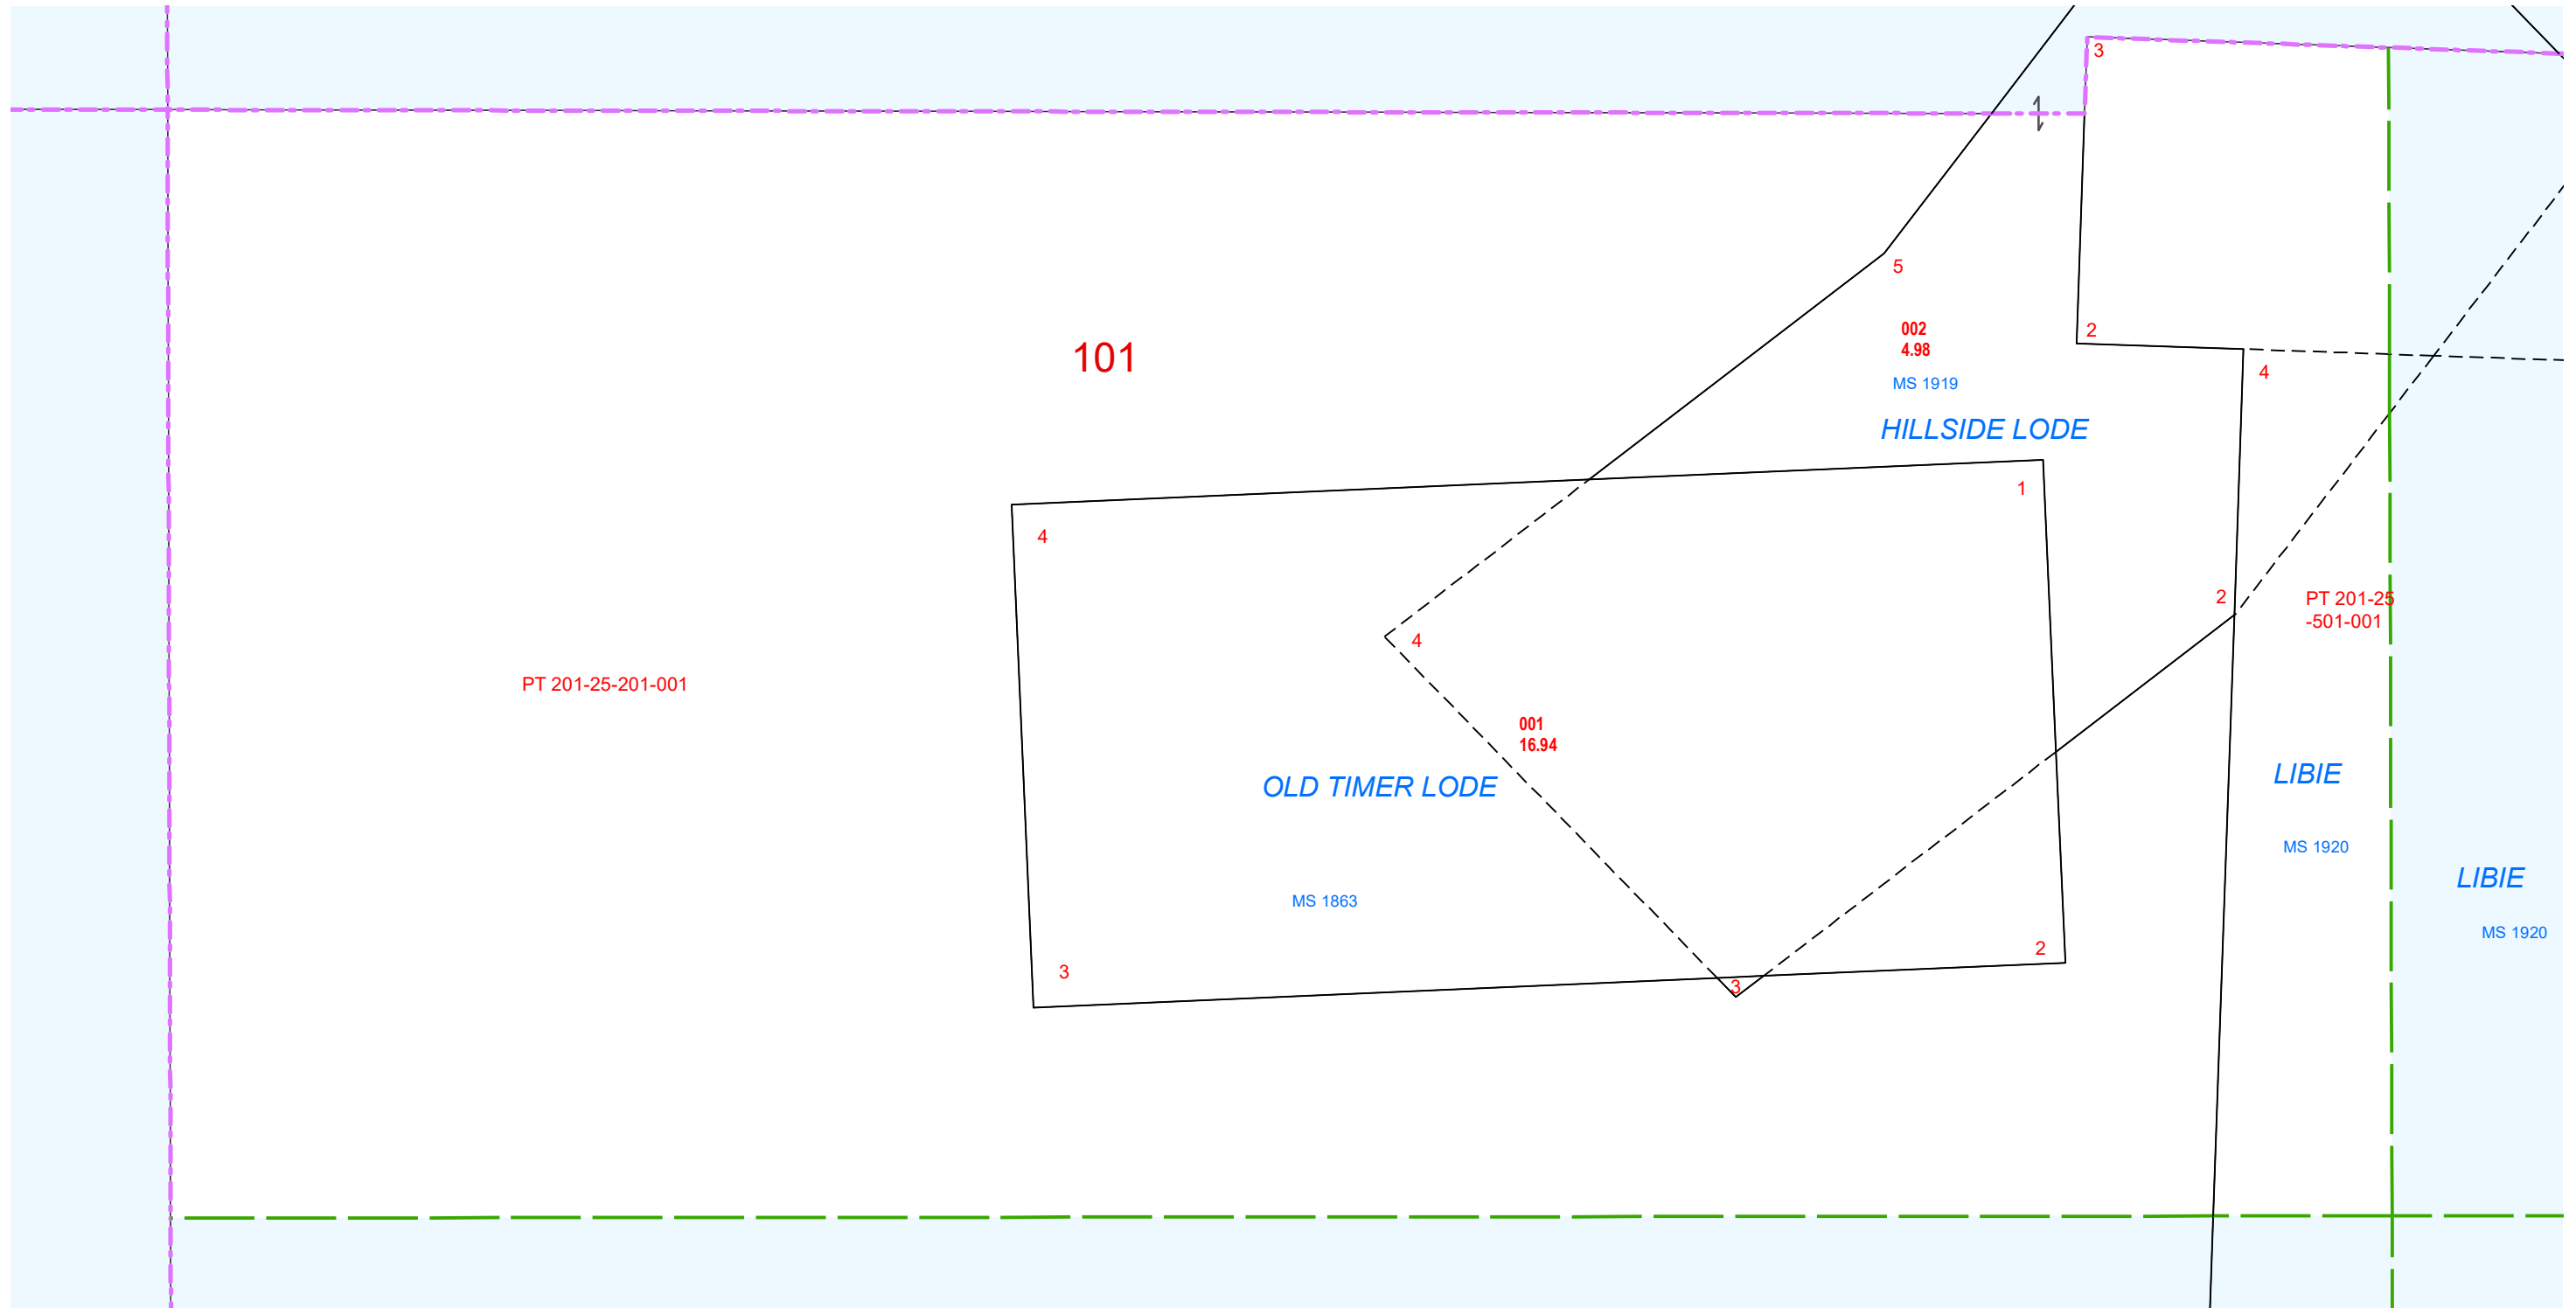 3
5
002
4.98
2
101
4
MS 1919
HILLSIDE LODE
1
4
2
PT 201-25
-501-001
4
PT 201-25-201-001
001
16.94
LIBIE
OLD TIMER LODE
MS 1920
LIBIE
MS 1863
MS 1920
2
3
3